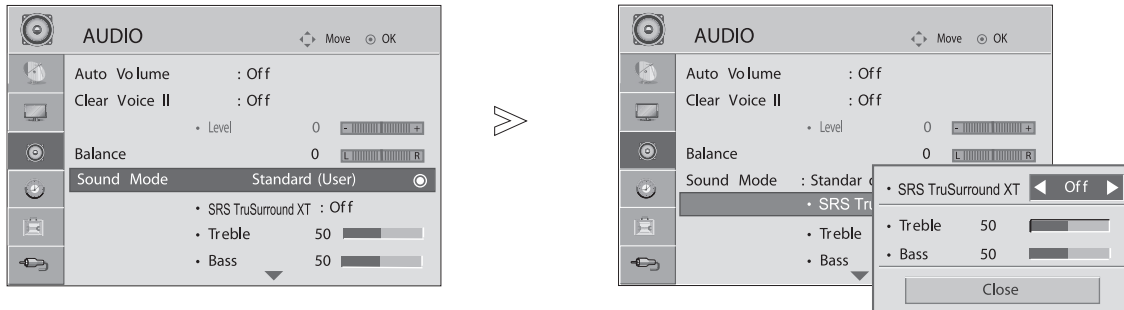 AUDIO
Move OK
Auto Volume : Off
Clear Voice II : Off
• Level 0 - +
Balance 0 L R
Sound Mode Standard (User)
• SRS TruSurround XT : Off
• Treble 50
• Bass 50
AUDIO
Move OK
Auto Volume : Off
Clear Voice II : Off
• Level 0 - +
Balance 0 L R
Sound Mode : Standar
• SRS Tru
• Treble
• Bass
• SRS TruSurround XT Off
• Treble 50
• Bass 50
Close